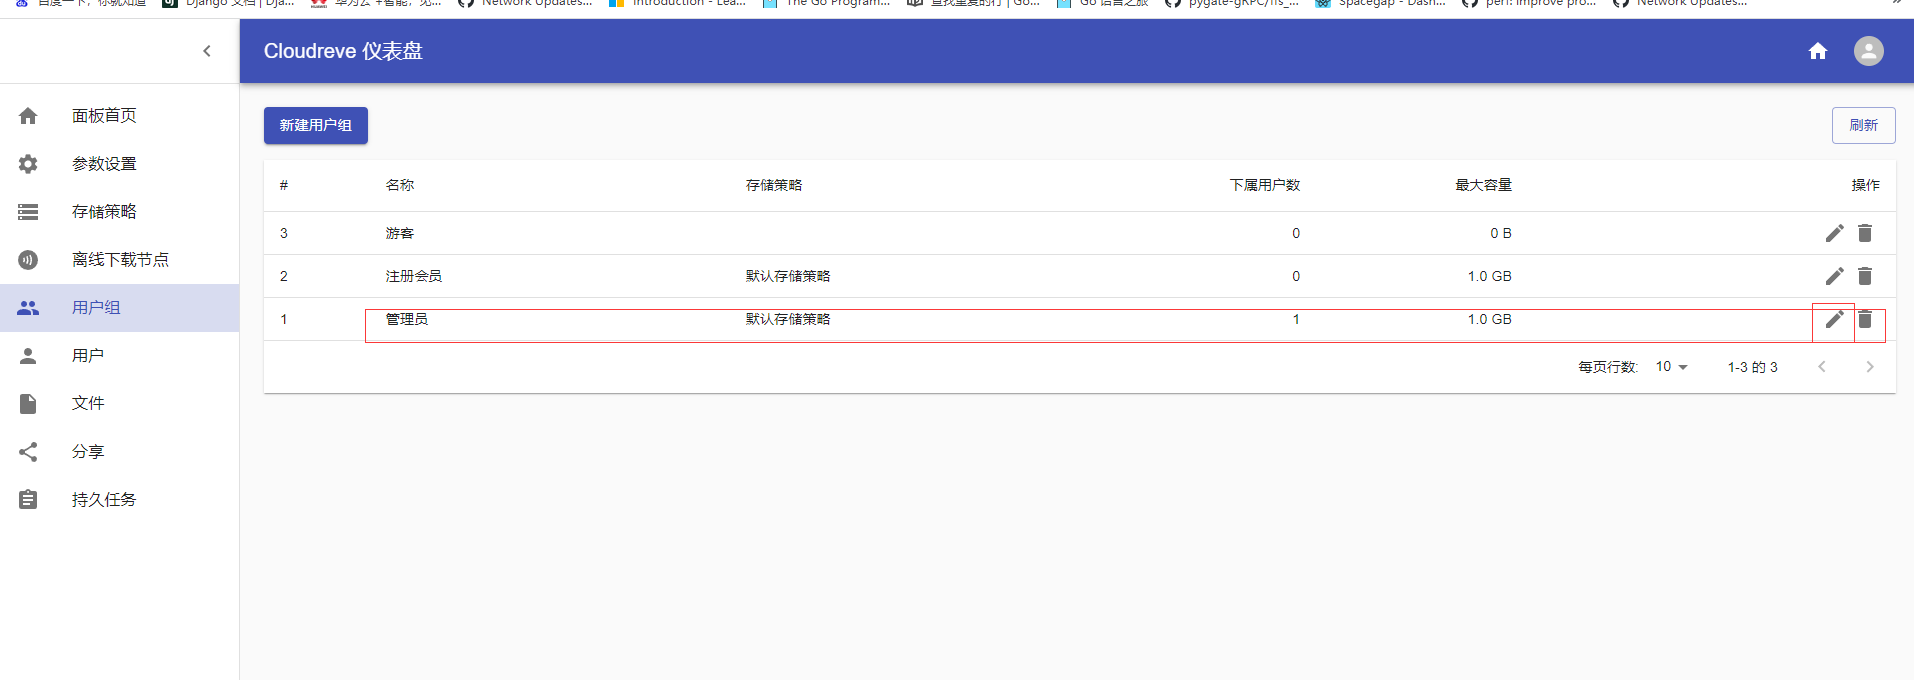 百度一下，你就知道 Django 文档 | Dja... 华为云 +智能，见... Network Updates... Introduction - Lea... The Go Program... 查找重复的行 | Go... Go 语言之旅 pygate-gRPC/ffs_... Spacegap - Dash... perf: improve pro... Network Updates...
Cloudreve 仪表盘
面板首页
参数设置
存储策略
离线下载节点
用户组
用户
文件
分享
持久任务
新建用户组 刷新
# 名称 存储策略 下属用户数 最大容量 操作
3 游客 0 0 B
2 注册会员 默认存储策略 0 1.0 GB
1 管理员 默认存储策略 1 1.0 GB
每页行数: 10 1-3 的 3